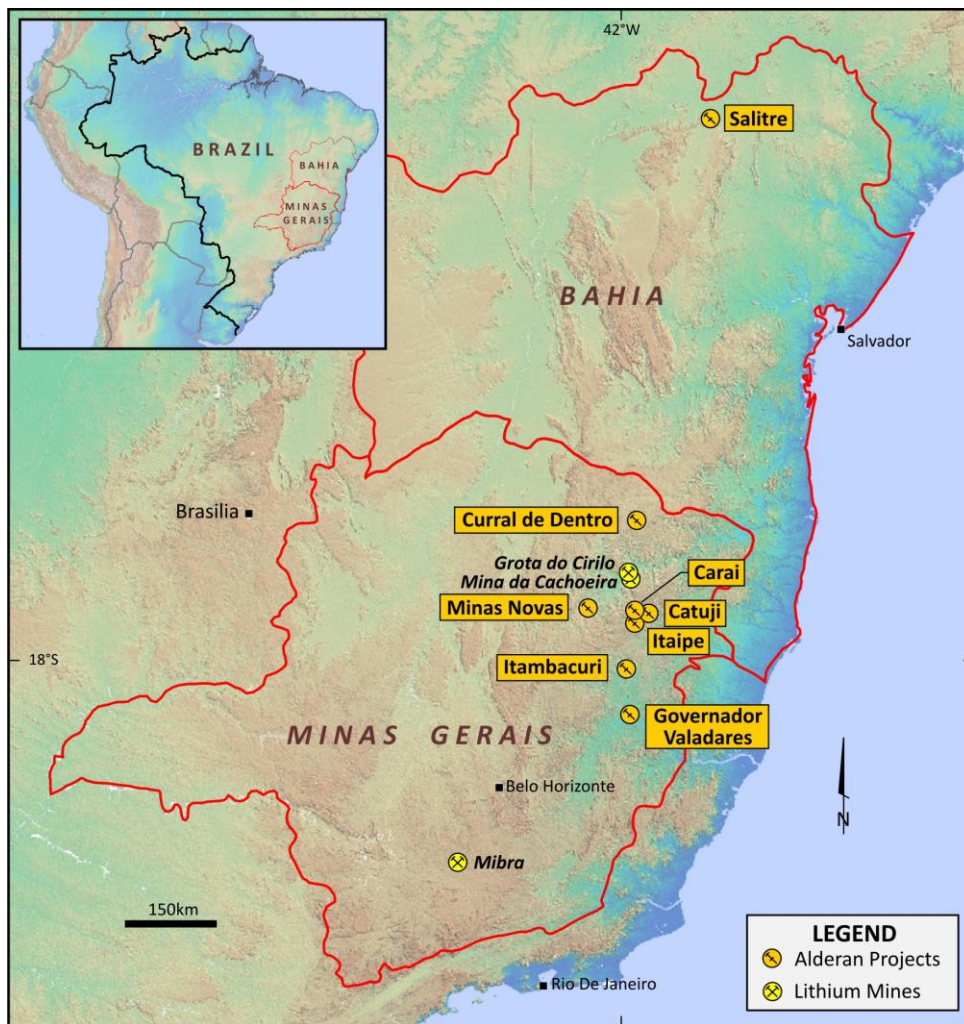 42°W
Salitre
BRAZIL
BAHIA
MINAS
GERAIS
BAHIA
Salvador
Brasilia
Curral de Dentro
Grota do Cirilo
Mina da Cachoeira
Carai
Minas Novas
Catuji
Itaipe
18°S
Itambacuri
Governador
Valadares
MINAS GERAIS
Belo Horizonte
N
Mibra
150km
LEGEND
Alderan Projects
Lithium Mines
Rio De Janeiro